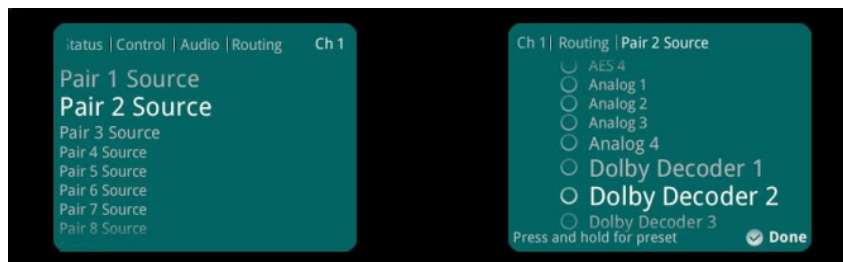 tatus | Control | Audio | Routing Ch 1
Pair 1 Source
Pair 2 Source
Pair 3 Source
Pair 4 Source
Pair 5 Source
Pair 6 Source
Pair 7 Source
Pair 8 Source
Ch 1 | Routing | Pair 2 Source
AES 4
Analog 1
Analog 2
Analog 3
Analog 4
Dolby Decoder 1
Dolby Decoder 2
Dolby Decoder 3
Press and hold for preset Done